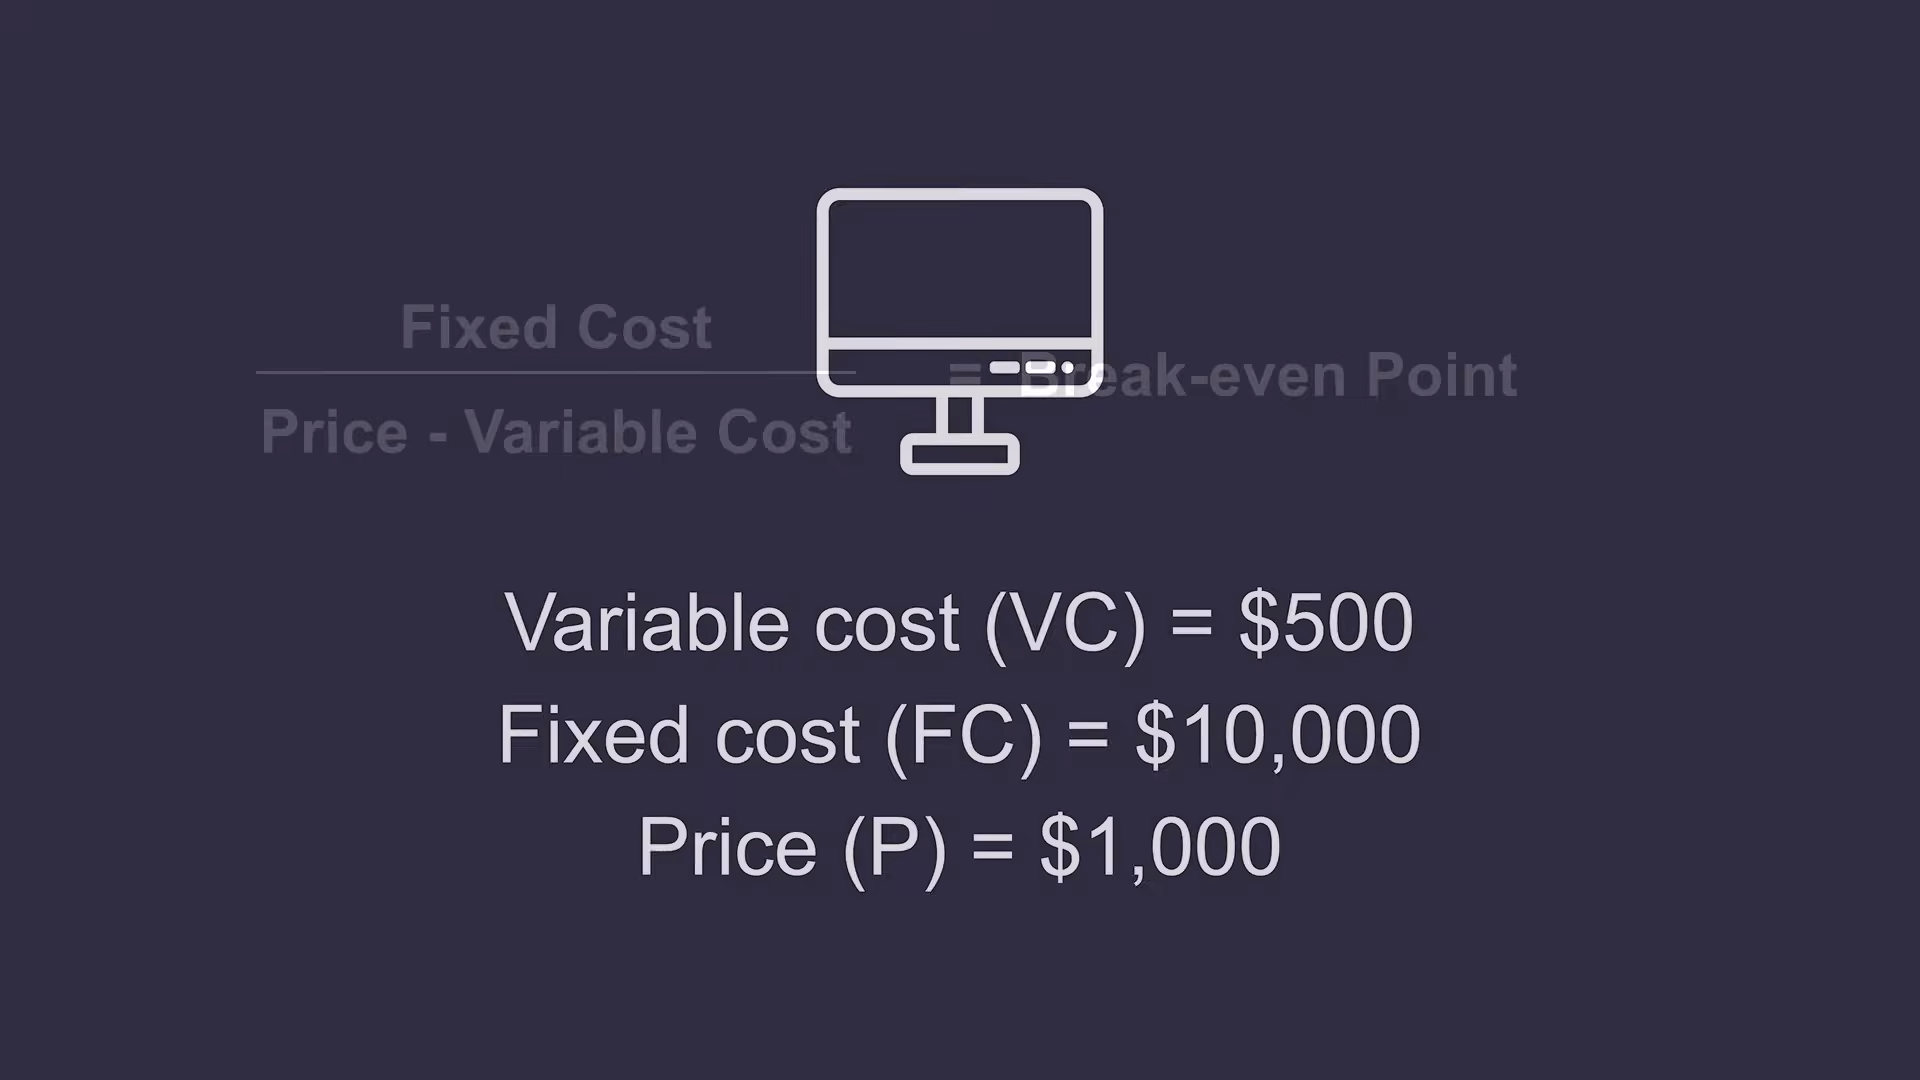 Fixed Cost
Price - Variable Cost
= Break-even Point
Variable cost (VC) = $500
Fixed cost (FC) = $10,000
Price (P) = $1,000